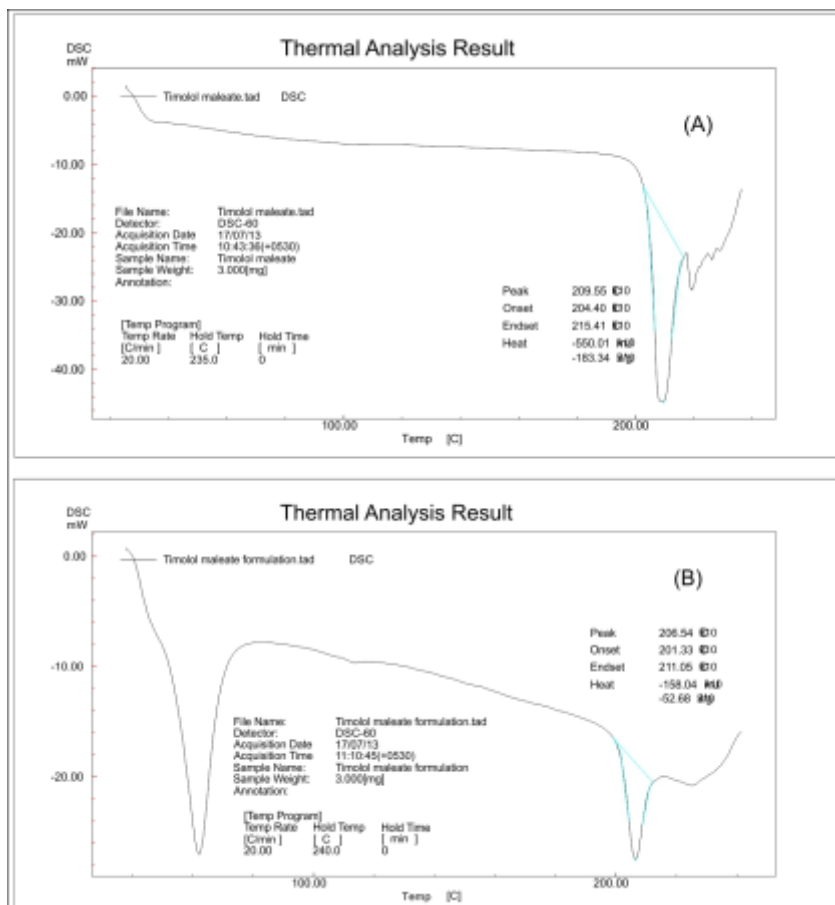 Thermal Analysis Result
DSC
mW
0.00
Timolol maleate.tad DSC
(A)
-10.00
File Name: Timolol maleate.tad
Detector: DSC-60
Acquisition Date 17/07/13
Acquisition Time 10:43:36(+0530)
Sample Name: Timolol maleate
Sample Weight: 3.000[mg]
Annotation:
-20.00
Peak 209.55
Onset 204.40
Endset 215.41
Heat -550.01
-183.34
-30.00
[Temp Program]
Temp Rate Hold Temp Hold Time
[C/min] [ C ] [ min ]
20.00 235.0 0
-40.00
100.00 200.00
Temp [C]
Thermal Analysis Result
DSC
mW
0.00
Timolol maleate formulation.tad DSC
(B)
Peak 206.54
Onset 201.33
Endset 211.05
Heat -158.04
-52.68
-10.00
File Name: Timolol maleate formulation.tad
Detector: DSC-60
Acquisition Date 17/07/13
Acquisition Time 11:10:45(+0530)
Sample Name: Timolol maleate formulation
Sample Weight: 3.000[mg]
Annotation:
-20.00
[Temp Program]
Temp Rate Hold Temp Hold Time
[C/min] [ C ] [ min ]
20.00 240.0 0
100.00 200.00
Temp [C]